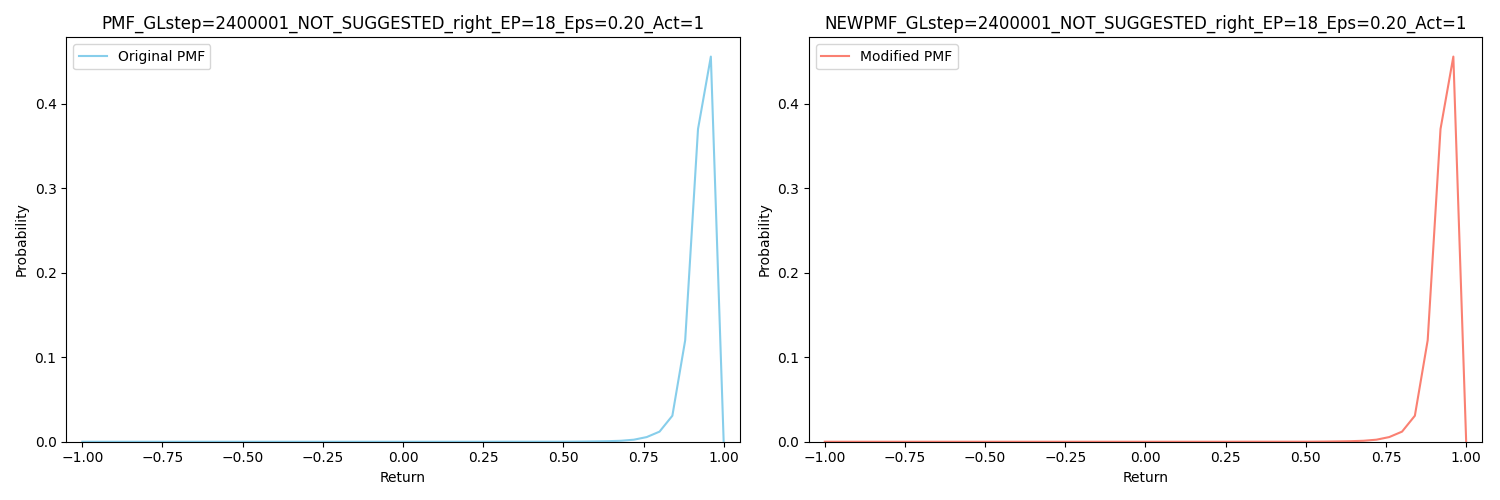 PMF_GLstep=2400001_NOT_SUGGESTED_right_EP=18_Eps=0.20_Act=1
Original PMF
0.4
0.3
0.2
0.1
0.0
Probability
−1.00 −0.75 −0.50 −0.25 0.00 0.25 0.50 0.75 1.00
Return
NEWPMF_GLstep=2400001_NOT_SUGGESTED_right_EP=18_Eps=0.20_Act=1
Modified PMF
0.4
0.3
0.2
0.1
0.0
Probability
−1.00 −0.75 −0.50 −0.25 0.00 0.25 0.50 0.75 1.00
Return